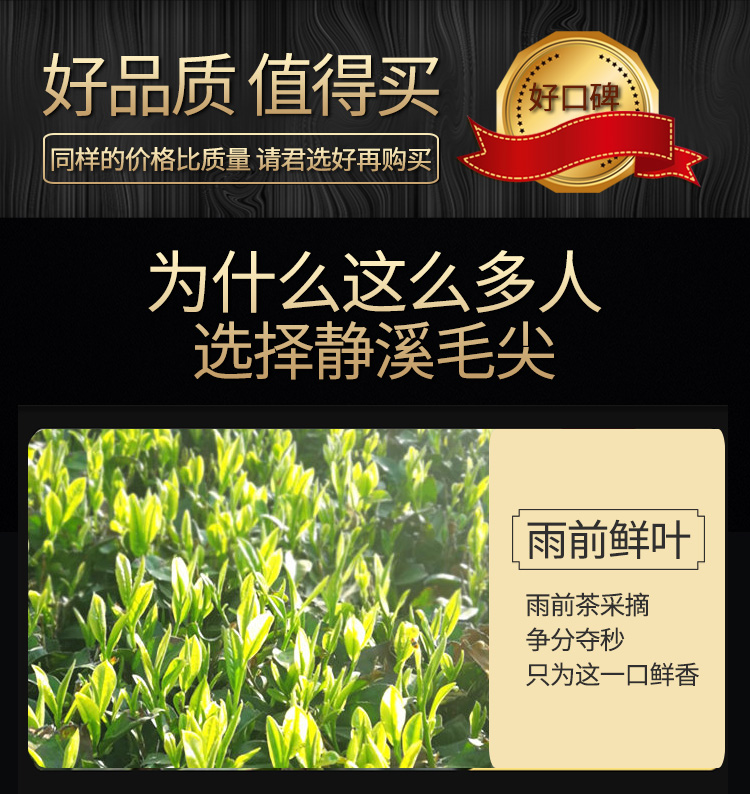 好品质 值得买
好口碑
同样的价格比质量 请君选好再购买
为什么这么多人
选择静溪毛尖
雨前鲜叶
雨前茶采摘
争分夺秒
只为这一口鲜香